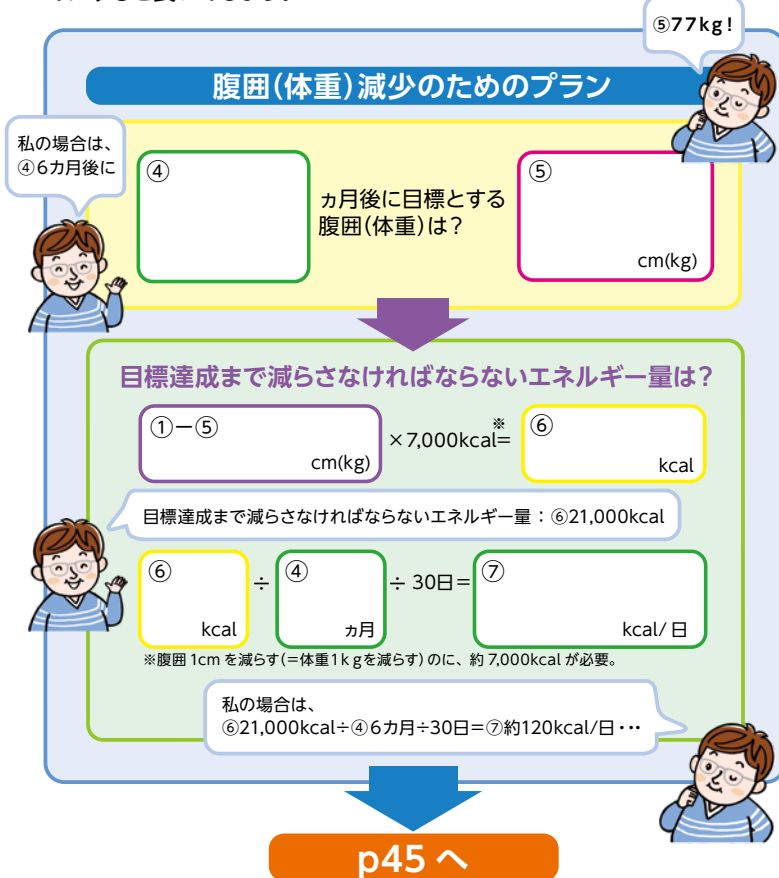 ⑤77kg!
腹囲(体重)減少のためのプラン
私の場合は、
④6カ月後に
④
ヵ月後に目標とする
腹囲(体重)は?
⑤
cm(kg)
目標達成まで減らさなければならないエネルギー量は?
①−⑤
cm(kg)
×7,000kcal※=
⑥
kcal
目標達成まで減らさなければならないエネルギー量:⑥21,000kcal
⑥
kcal
÷
④
ヵ月
÷ 30日=
⑦
kcal/日
※腹囲1cmを減らす(=体重1kgを減らす)のに、約7,000kcalが必要。
私の場合は、
⑥21,000kcal÷④6カ月÷30日=⑦約120kcal/日・・・
p45 へ